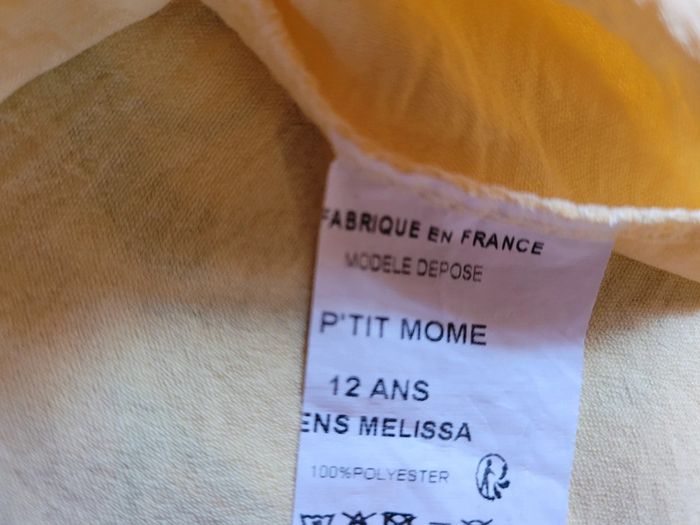 FABRIQUE EN FRANCE
MODELE DEPOSE
P'TIT MOME
12 ANS
ENS MELISSA
100%POLYESTER